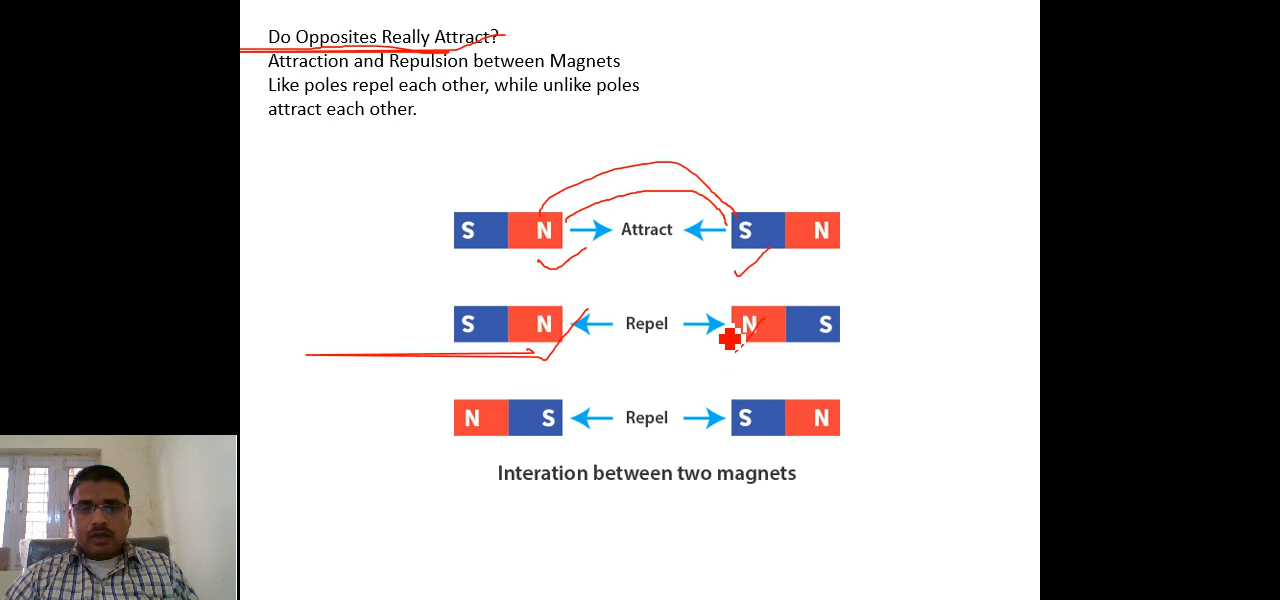 Do Opposites Really Attract?
Attraction and Repulsion between Magnets
Like poles repel each other, while unlike poles
attract each other.
S N Attract S N
S N Repel N S
N S Repel S N
Interation between two magnets